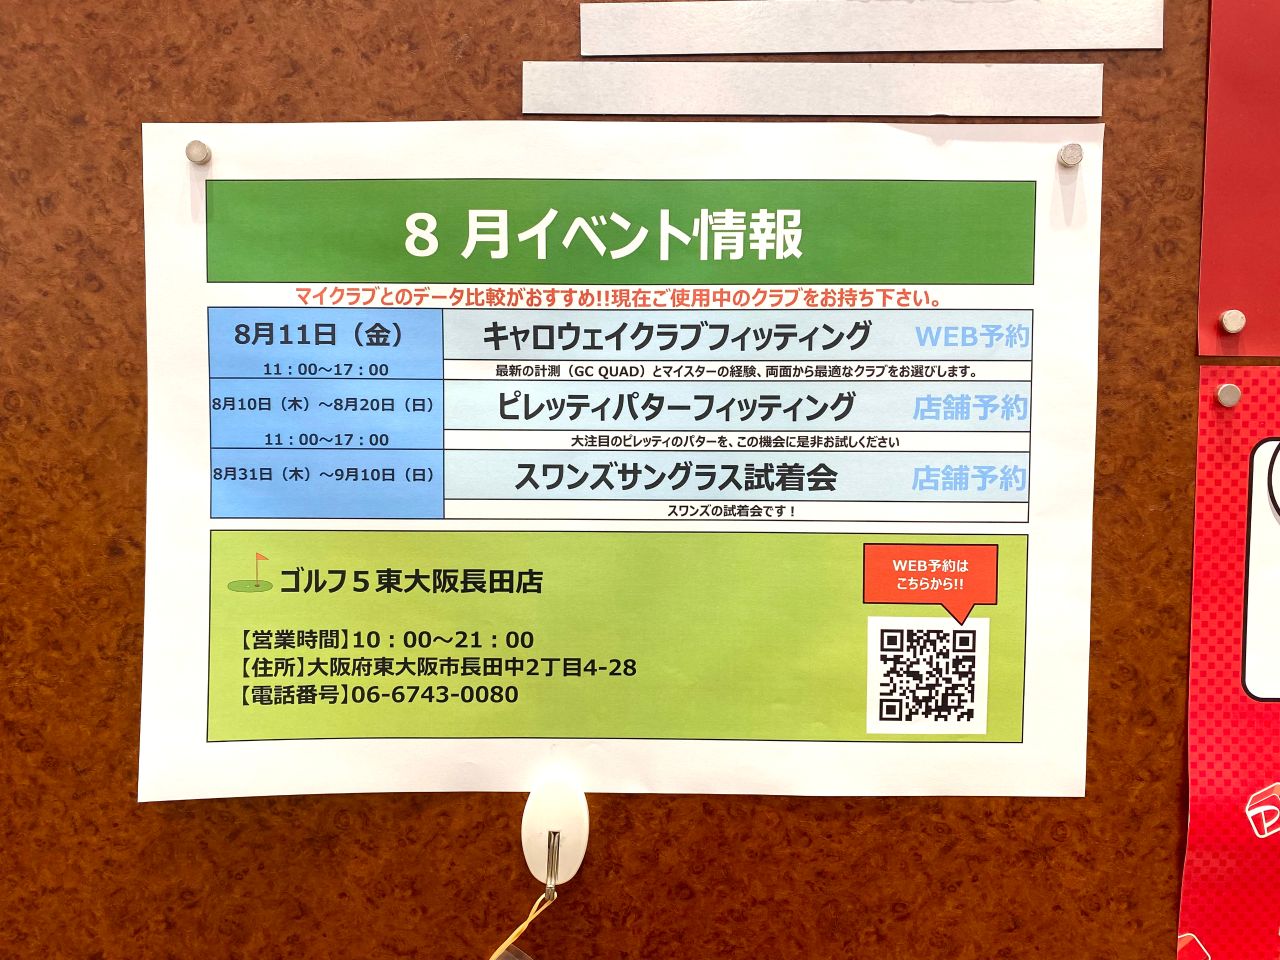 8 月イベント情報
マイクラブとのデータ比較がおすすめ!!現在ご使用中のクラブをお持ち下さい。
8月11日（金） キャロウェイクラブフィッティング WEB予約
11：00～17：00 最新の計測（GC QUAD）とマイスターの経験、両面から最適なクラブをお選びします。
8月10日（木）～8月20日（日） ピレッティパターフィッティング 店舗予約
11：00～17：00 大注目のピレッティのパターを、この機会に是非お試しください
8月31日（木）～9月10日（日） スワンズサングラス試着会 店舗予約
スワンズの試着会です！
ゴルフ５東大阪長田店
WEB予約は
こちらから!!
【営業時間】10：00～21：00
【住所】大阪府東大阪市長田中2丁目4-28
【電話番号】06-6743-0080